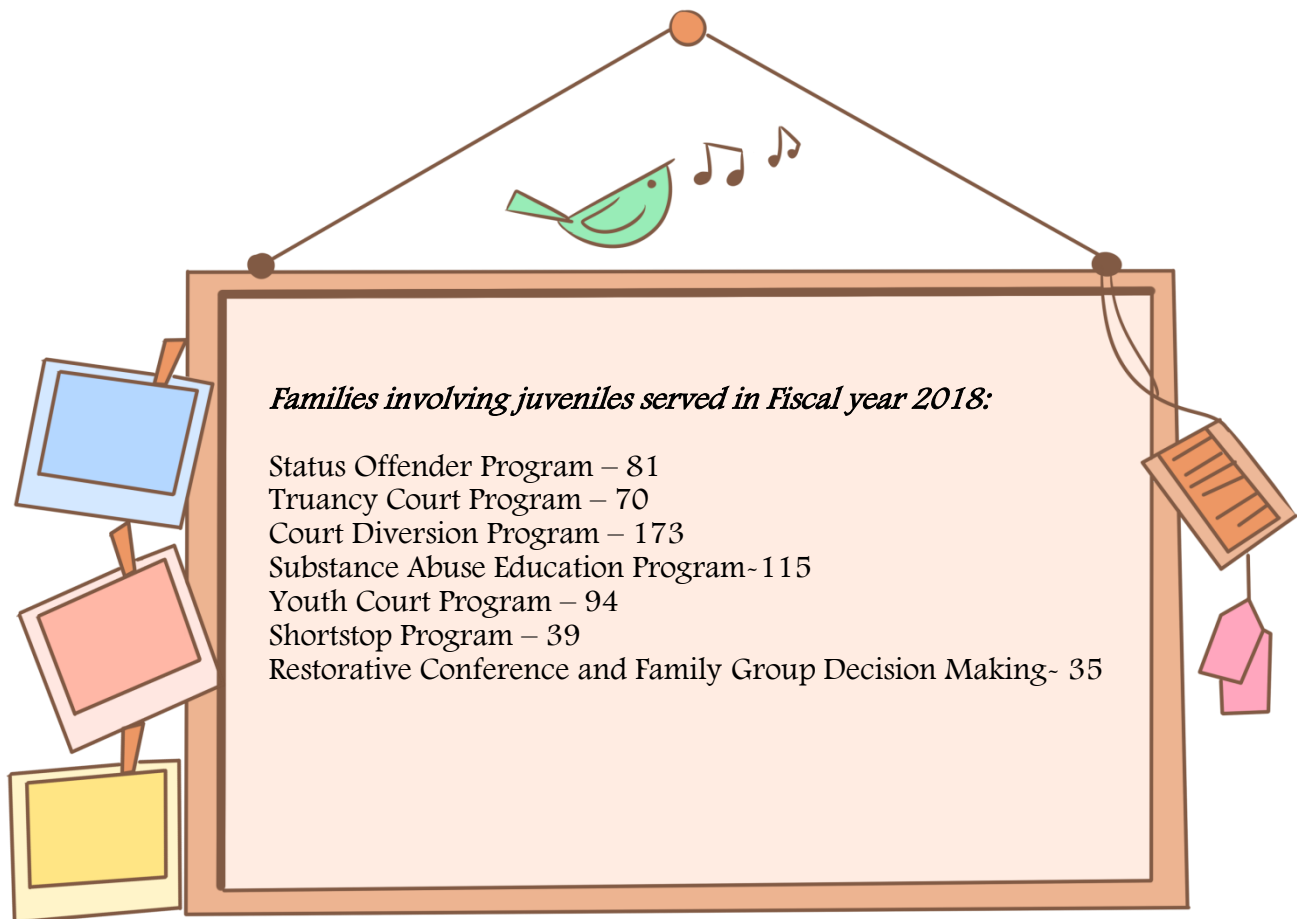 Families involving juveniles served in Fiscal year 2018:
Status Offender Program – 81
Truancy Court Program – 70
Court Diversion Program – 173
Substance Abuse Education Program-115
Youth Court Program – 94
Shortstop Program – 39
Restorative Conference and Family Group Decision Making- 35